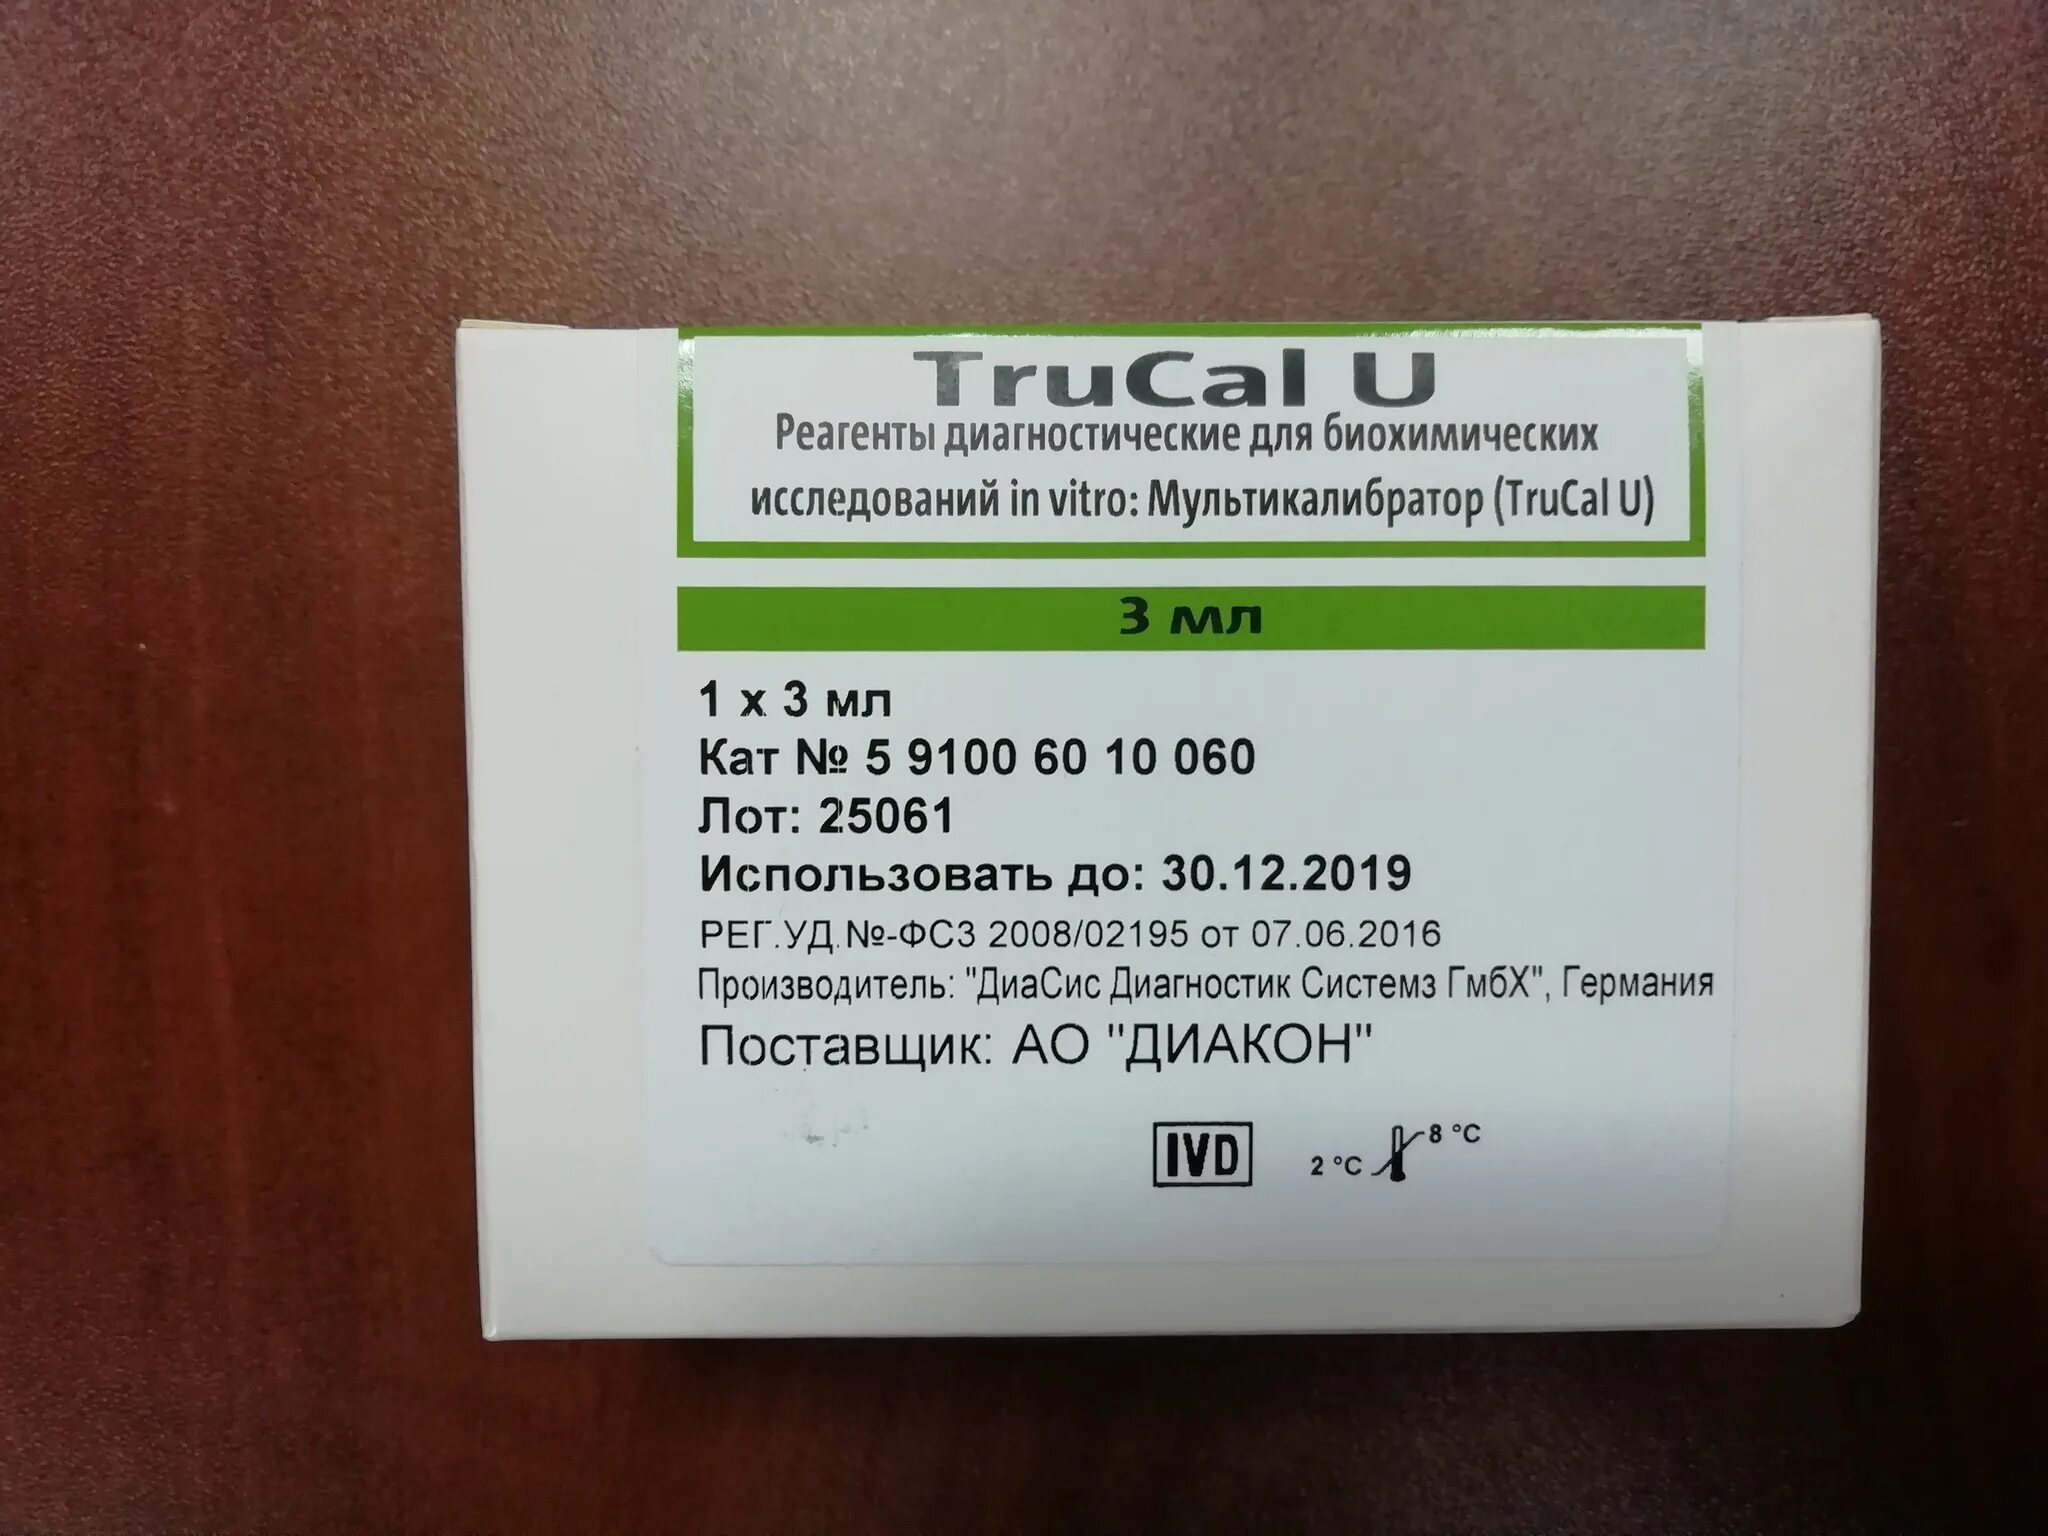 TruCal U
Реагенты диагностические для биохимических
исследований in vitro: Мультикалибратор (TruCal U)
3 мл
1 x 3 мл
Кат № 5 9100 60 10 060
Лот: 25061
Использовать до: 30.12.2019
РЕГ.УД.№-ФСЗ 2008/02195 от 07.06.2016
Производитель: "ДиаСис Диагностик Системз ГмбХ", Германия
Поставщик: АО "ДИАКОН"
IVD 2 °C 8 °C